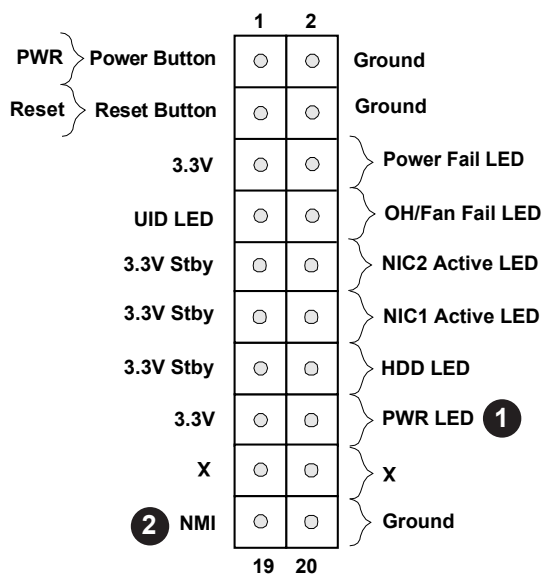 1 2
PWR Power Button Ground
Reset Reset Button Ground
3.3V Power Fail LED
UID LED OH/Fan Fail LED
3.3V Stby NIC2 Active LED
3.3V Stby NIC1 Active LED
3.3V Stby HDD LED
3.3V PWR LED 1
X X
2 NMI Ground
19 20